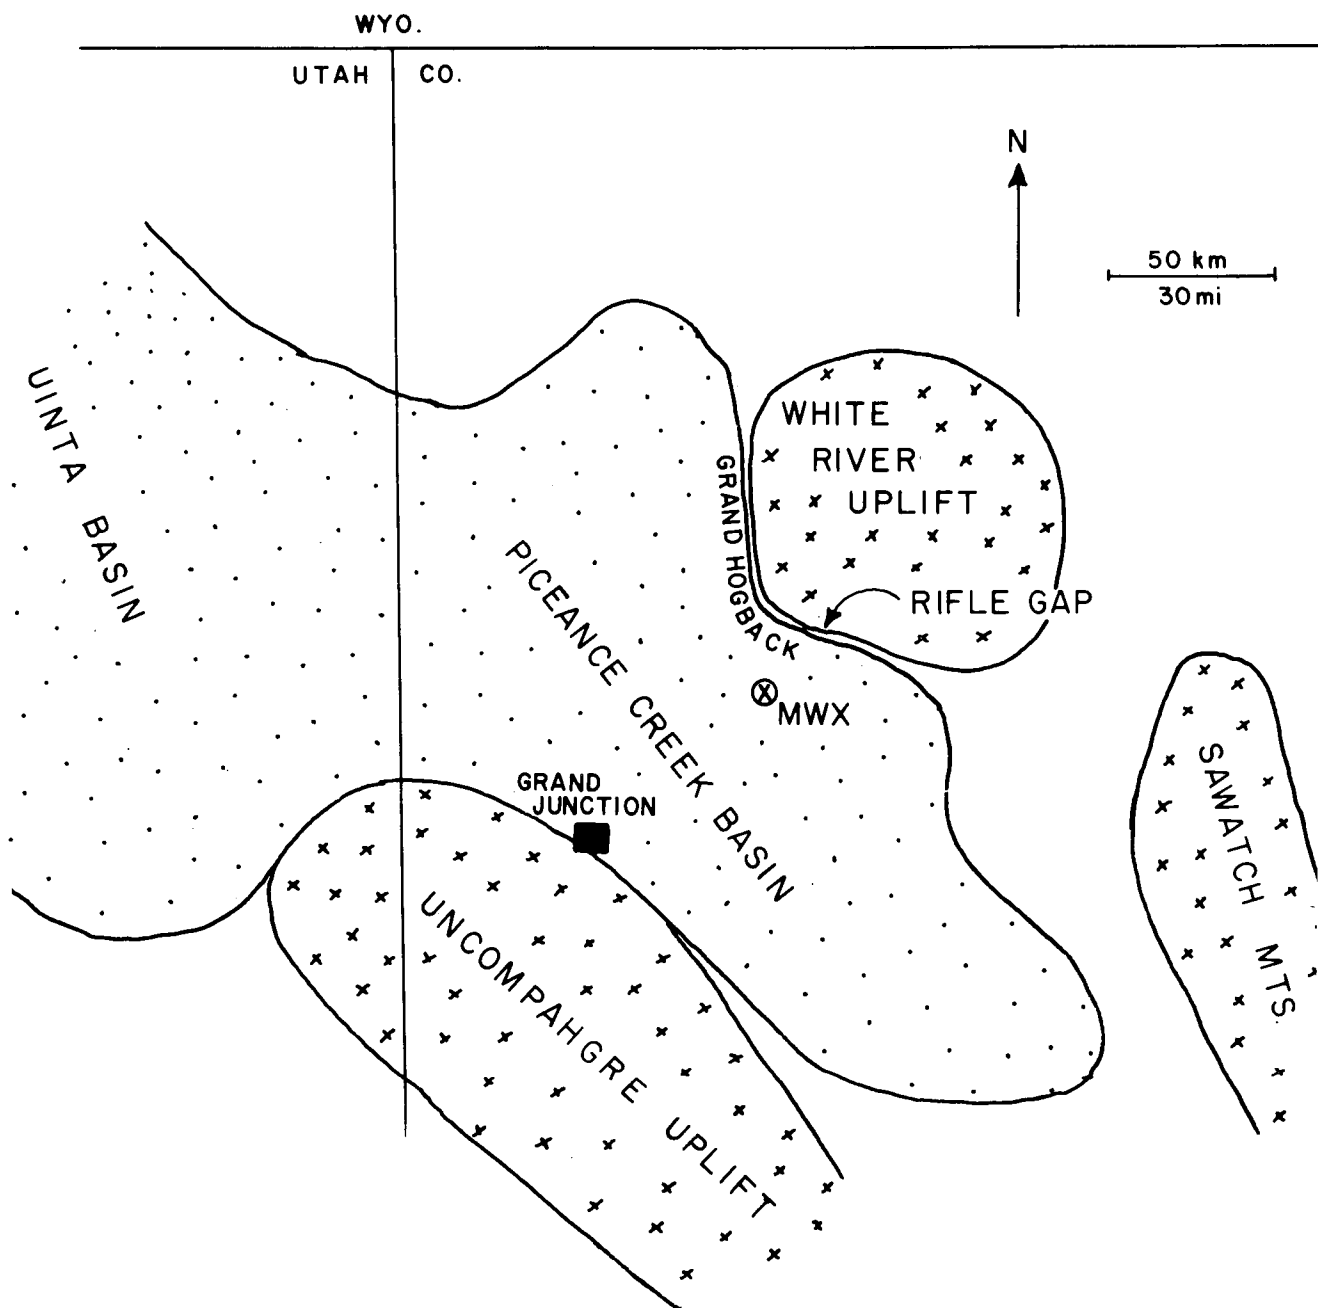 WYO.
UTAH
CO.
N
50 km
30 mi
UINTA BASIN
WHITE
RIVER
UPLIFT
GRAND HOGBACK
PICEANCE CREEK BASIN
RIFLE GAP
MWX
GRAND
JUNCTION
SAWATCH MTS.
UNCOMPAHGRE UPLIFT